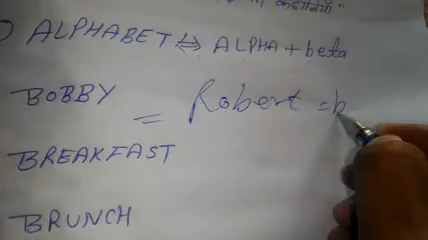 ALPHABET ⇔ ALPHA + beta
BOBBY = Robert = b
BREAKFAST
BRUNCH